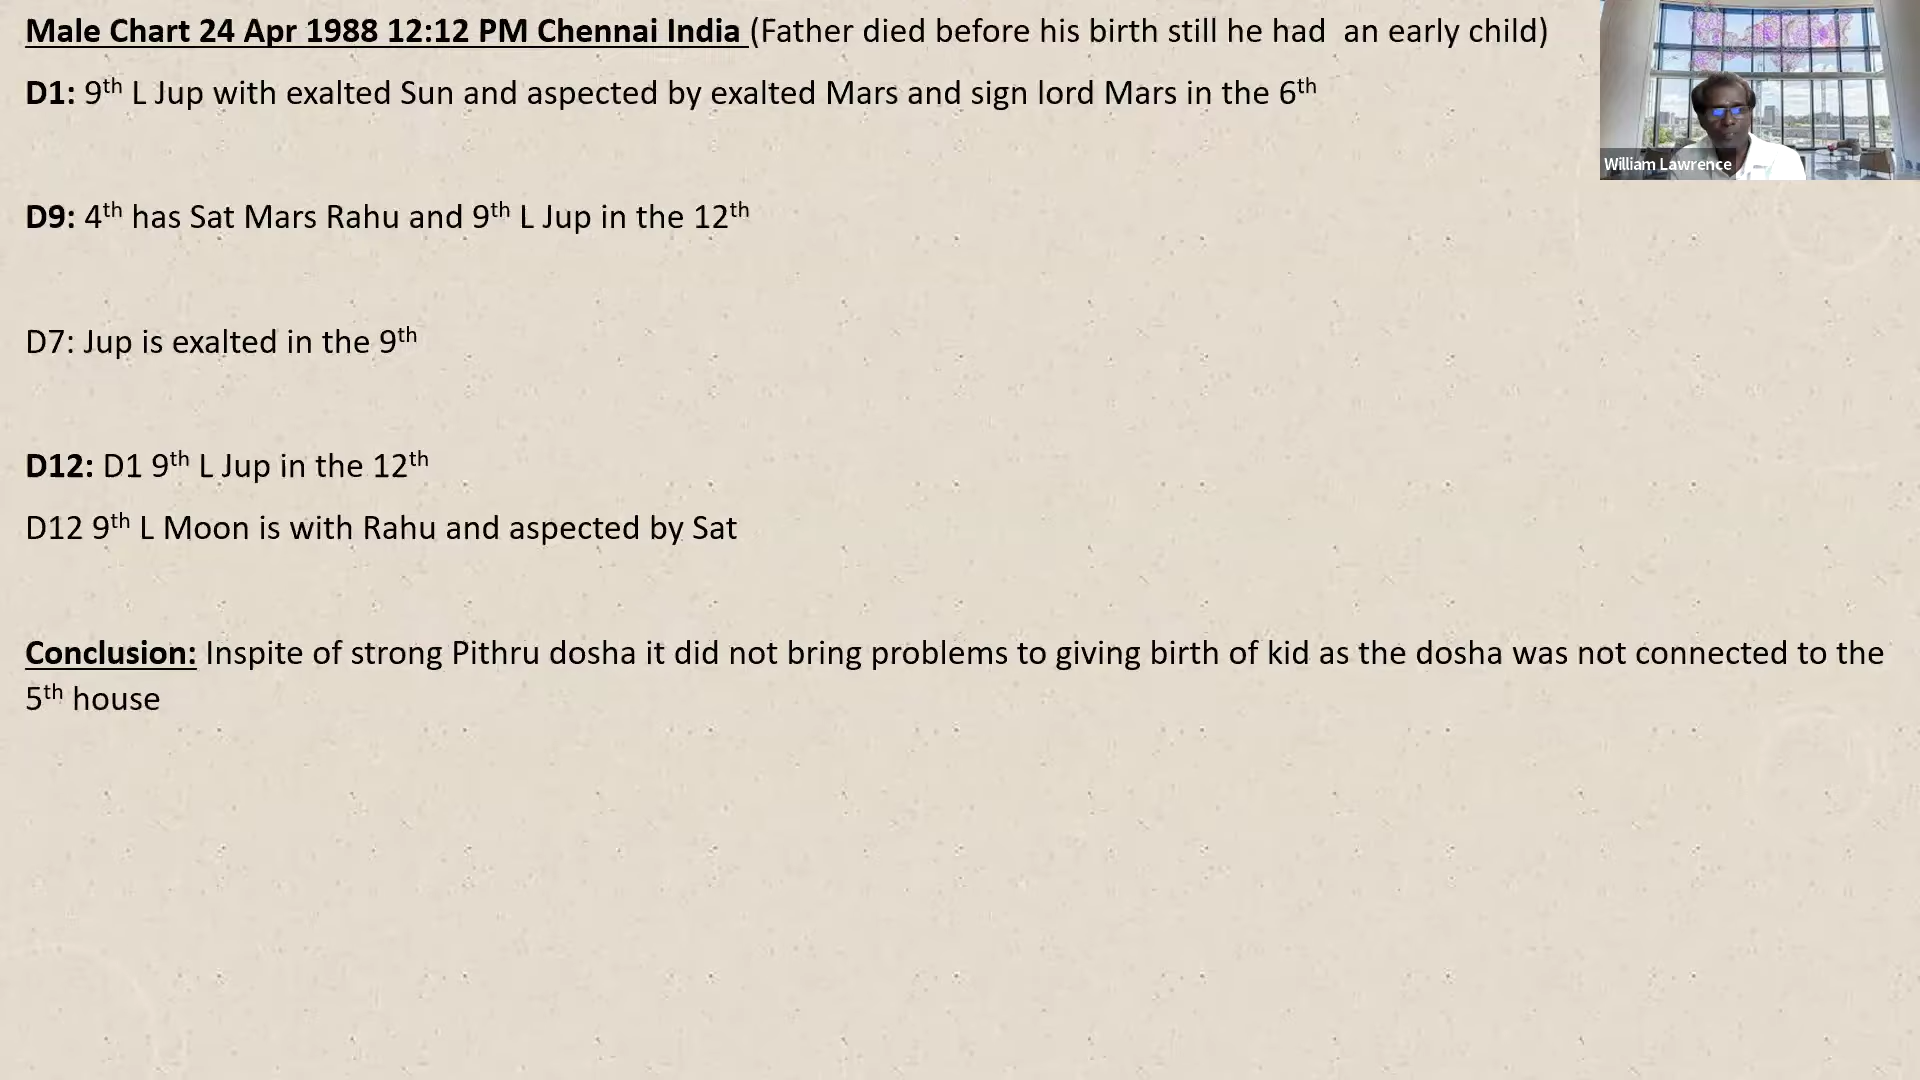 Male Chart 24 Apr 1988 12:12 PM Chennai India (Father died before his birth still he had an early child)
D1: 9th L Jup with exalted Sun and aspected by exalted Mars and sign lord Mars in the 6th
William Lawrence
D9: 4th has Sat Mars Rahu and 9th L Jup in the 12th
D7: Jup is exalted in the 9th
D12: D1 9th L Jup in the 12th
D12 9th L Moon is with Rahu and aspected by Sat
Conclusion: Inspite of strong Pithru dosha it did not bring problems to giving birth of kid as the dosha was not connected to the
5th house